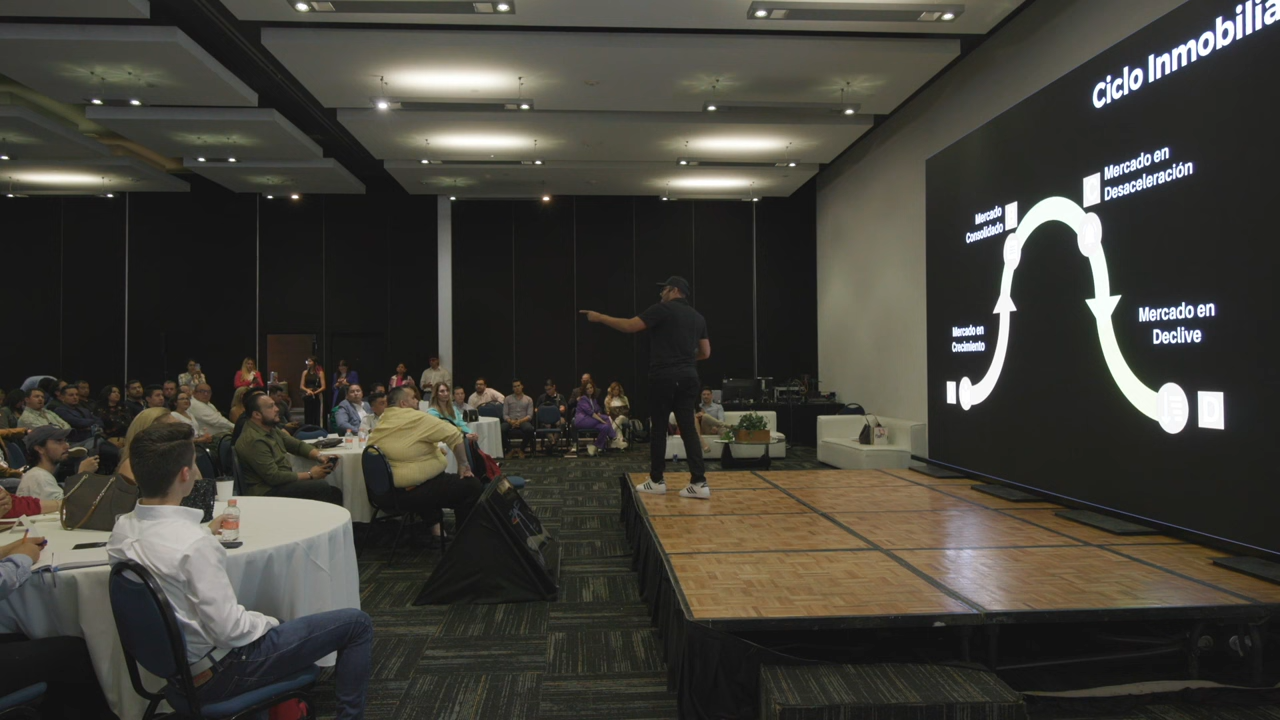 Ciclo Inmobilia
Mercado en
Desaceleración
Mercado
Consolidado
Mercado en
Crecimiento
Mercado en
Declive